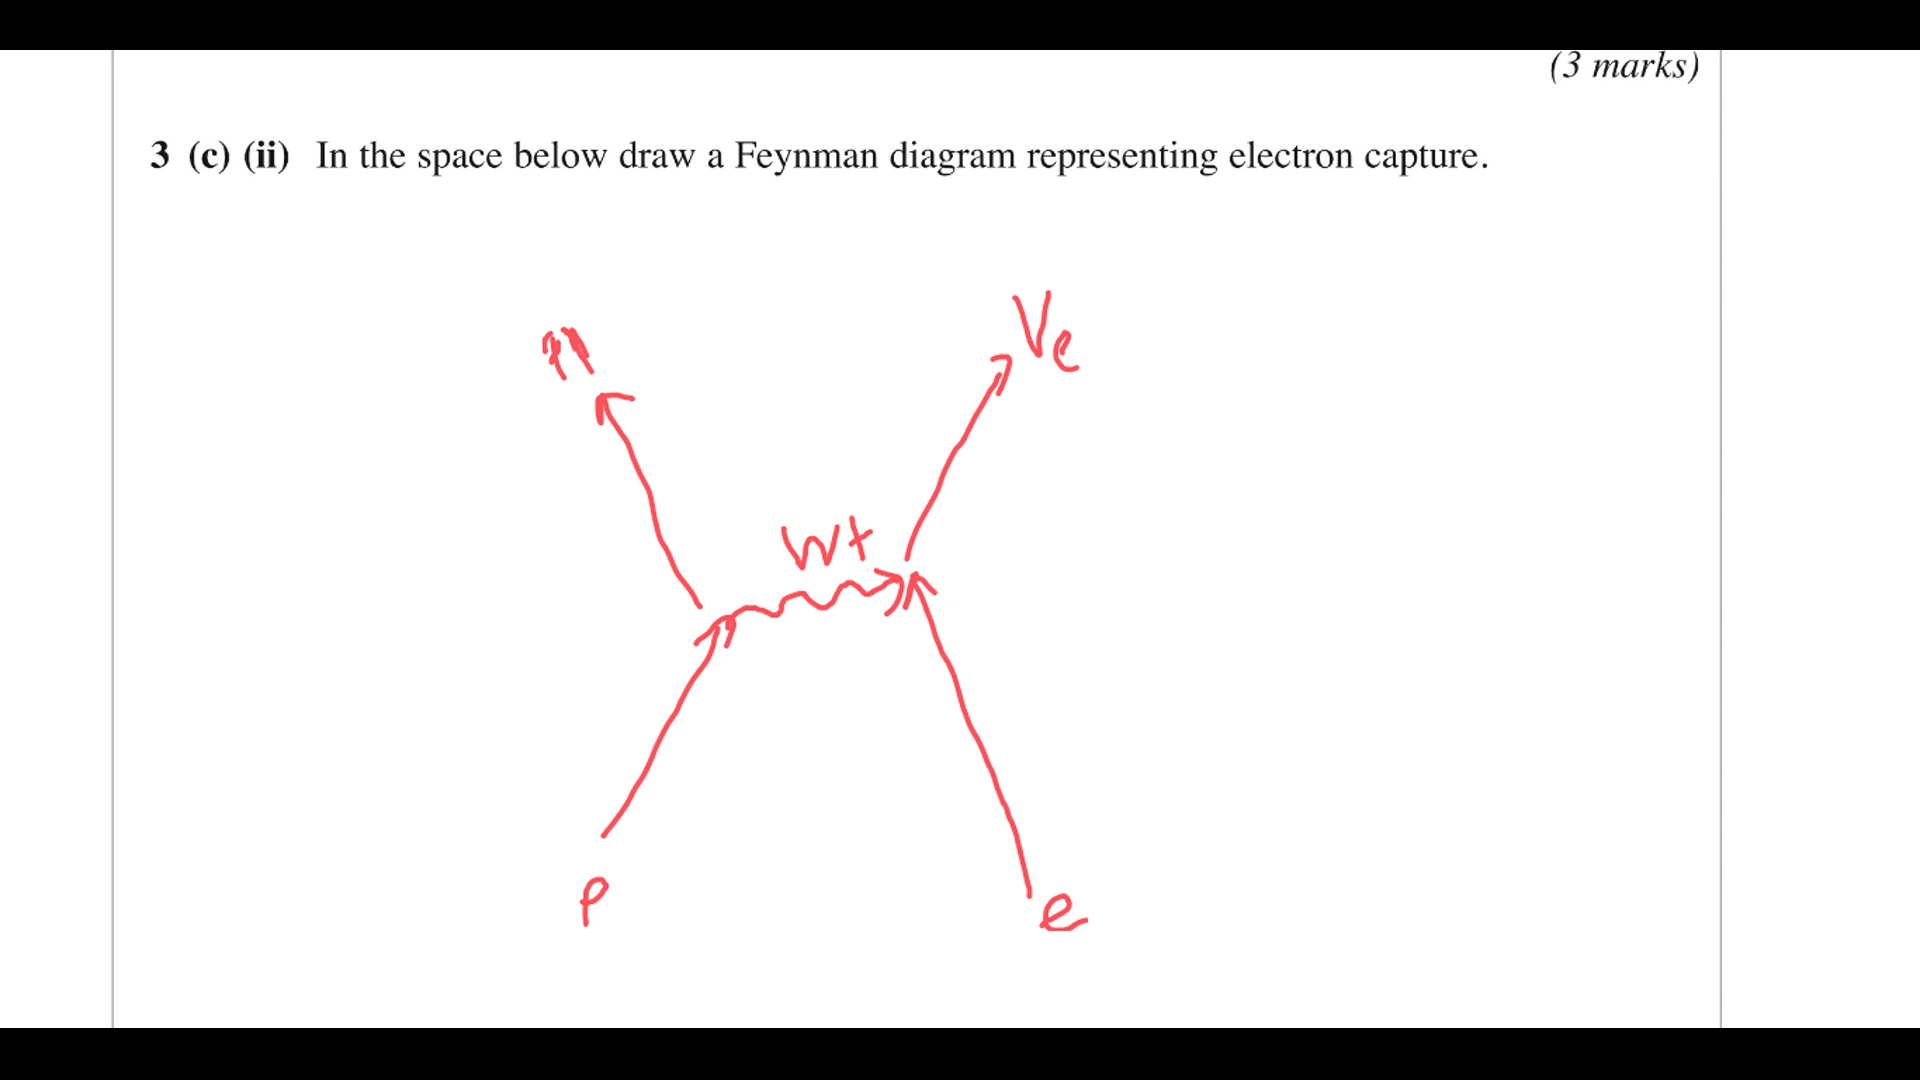 (3 marks)
3 (c) (ii) In the space below draw a Feynman diagram representing electron capture.
Ve
n
W+
P
e